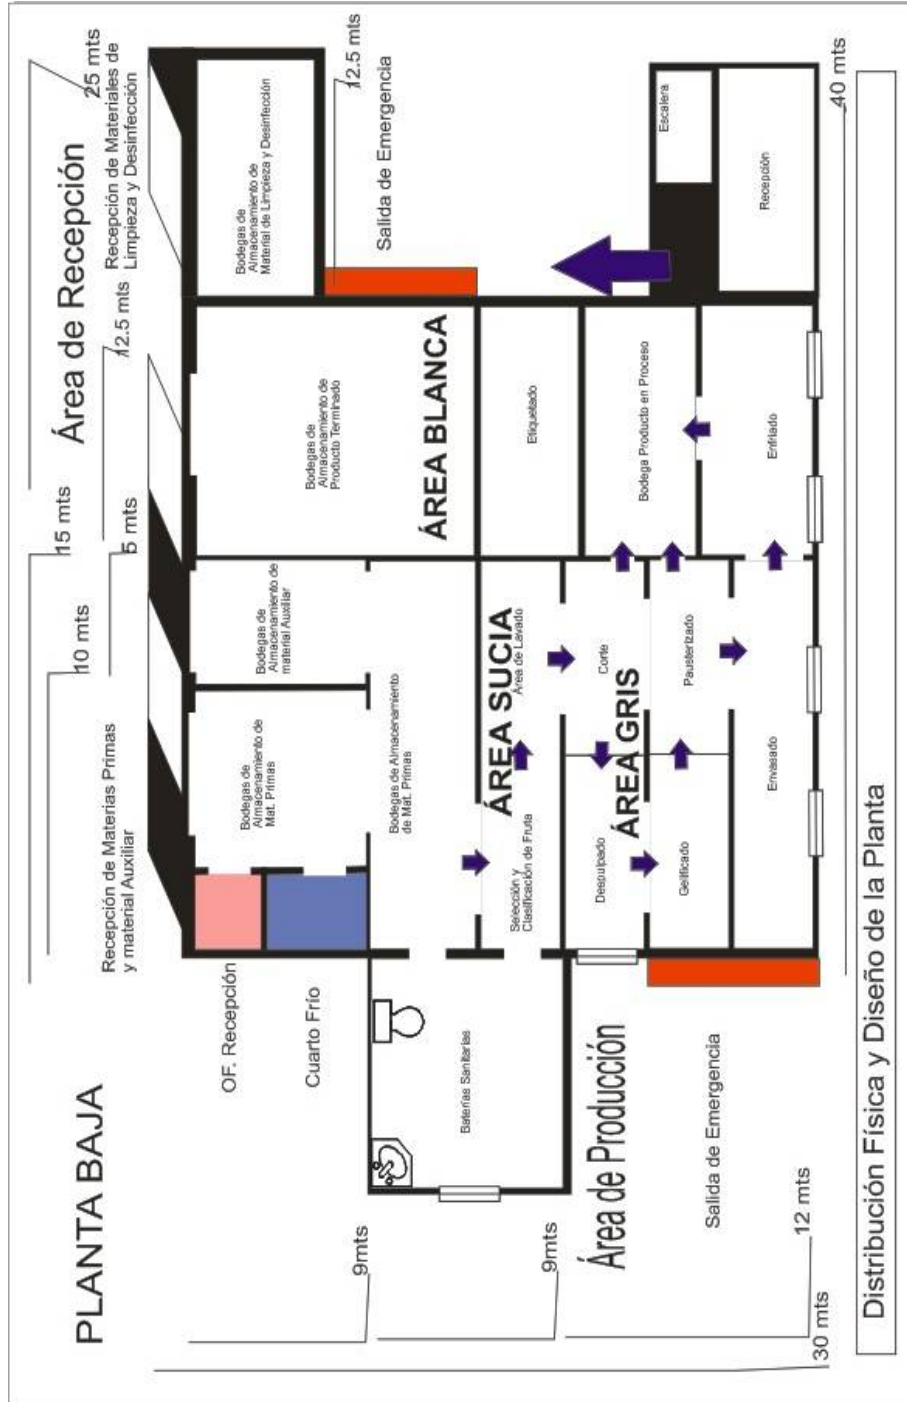 PLANTA BAJA
Área de Recepción
15 mts
25 mts
10 mts
5 mts
12.5 mts
Recepción de Materias Primas
y material Auxiliar
Recepción de Materiales de
Limpieza y Desinfección
OF. Recepción
Cuarto Frío
Bodegas de
Almacenamiento de
Mat. Primas
Bodegas de
Almacenamiento de
material Auxiliar
Bodegas de
Almacenamiento de
Producto Terminado
Bodegas de
Almacenamiento de
Material de Limpieza y Desinfección
12.5 mts
Salida de Emergencia
Bodegas de Almacenamiento
de Mat. Primas
ÁREA BLANCA
Baterías Sanitarias
ÁREA SUCIA
Selección y
Clasificación de Fruta
Área de Lavado
Etiquetado
Despulpado
Corte
ÁREA GRIS
Bodega Producto en Proceso
Gelificado
Pausterizado
Envasado
Enfriado
Escalera
Recepción
Área de Producción
Salida de Emergencia
9mts
9mts
12 mts
30 mts
40 mts
Distribución Física y Diseño de la Planta